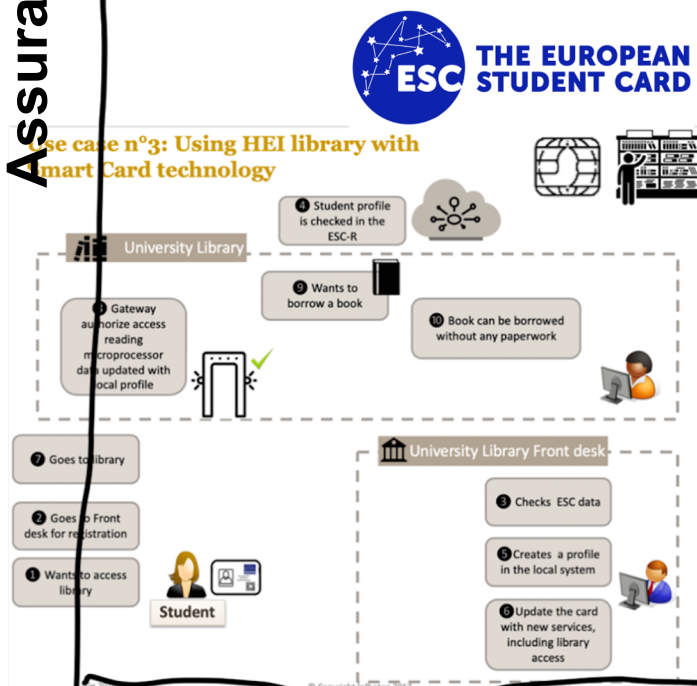 Assura
ESC
THE EUROPEAN
STUDENT CARD
Use case n°3: Using HEI library with
Smart Card technology
4 Student profile
is checked in the
ESC-R
University Library
9 Wants to
borrow a book
Gateway
authorize access
reading
microprocessor
data updated with
local profile
10 Book can be borrowed
without any paperwork
7 Goes to library
University Library Front desk
3 Checks ESC data
2 Goes to Front
desk for registration
5 Creates a profile
in the local system
1 Wants to access
library
Student
6 Update the card
with new services,
including library
access